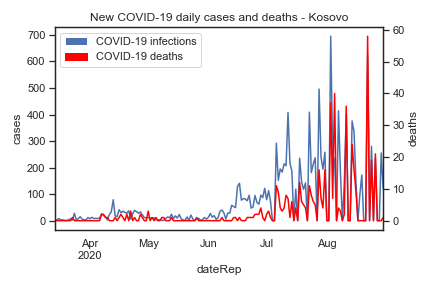 New COVID-19 daily cases and deaths - Kosovo
COVID-19 infections
COVID-19 deaths
700
600
500
400
300
200
100
0
cases
60
50
40
30
20
10
0
deaths
Apr
2020
May
Jun
Jul
Aug
dateRep